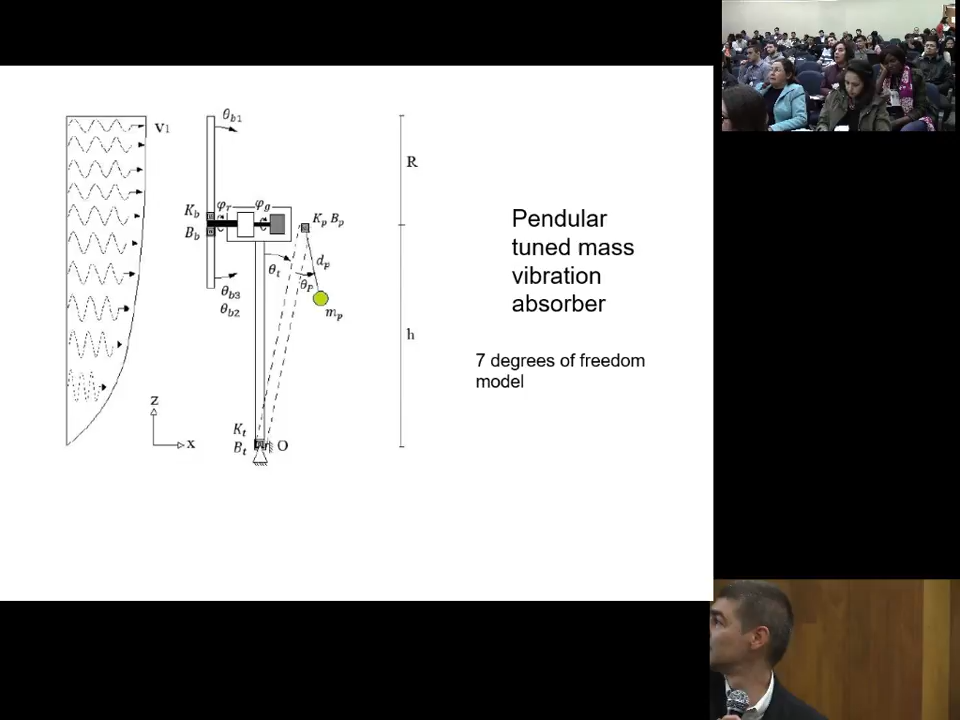 θb1
V1
R
φr
φg
Kb
Kp Bp
Bb
Pendular
tuned mass
vibration
absorber
θt
dp
θp
θb3
θb2
mp
h
7 degrees of freedom
model
z
Kt
x
Bt
O